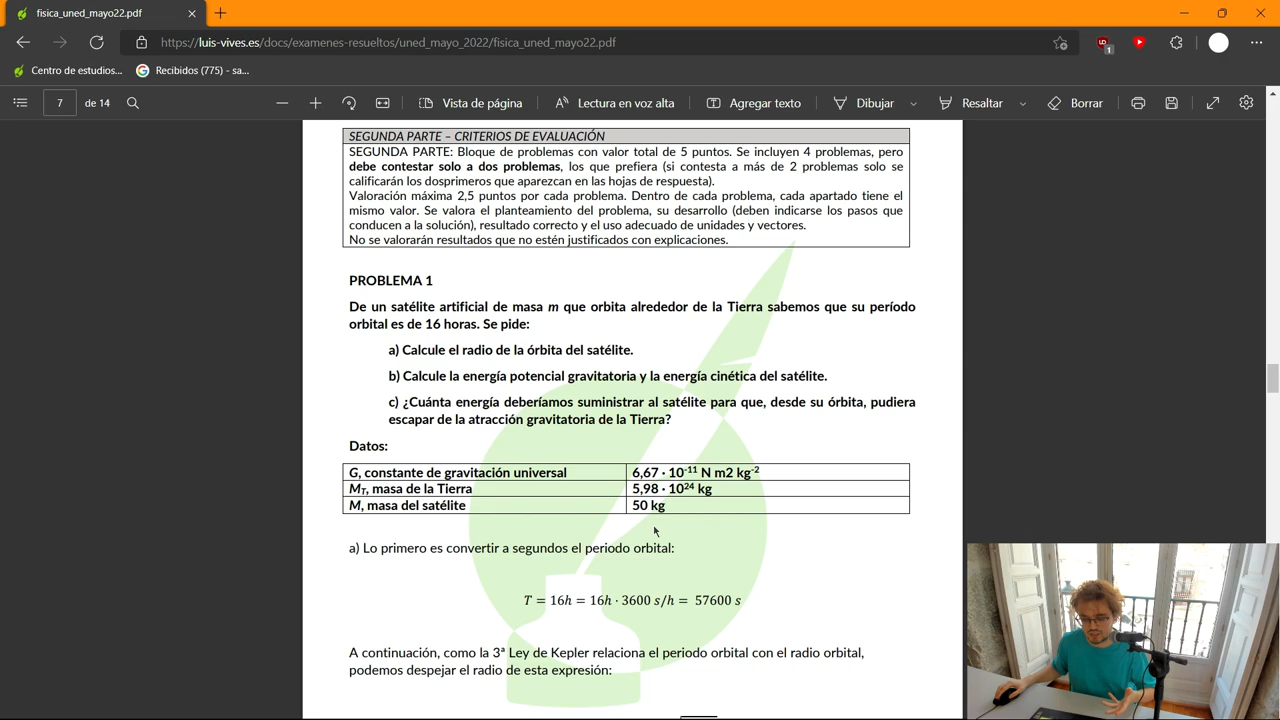 fisica_uned_mayo22.pdf
https://luis-vives.es/docs/examenes-resueltos/uned_mayo_2022/fisica_uned_mayo22.pdf
1
Centro de estudios...
Recibidos (775) - sa...
7
de 14
Vista de página
Lectura en voz alta
Agregar texto
Dibujar
Resaltar
Borrar
SEGUNDA PARTE – CRITERIOS DE EVALUACIÓN
SEGUNDA PARTE: Bloque de problemas con valor total de 5 puntos. Se incluyen 4 problemas, pero
debe contestar solo a dos problemas, los que prefiera (si contesta a más de 2 problemas solo se
calificarán los dosprimeros que aparezcan en las hojas de respuesta).
Valoración máxima 2,5 puntos por cada problema. Dentro de cada problema, cada apartado tiene el
mismo valor. Se valora el planteamiento del problema, su desarrollo (deben indicarse los pasos que
conducen a la solución), resultado correcto y el uso adecuado de unidades y vectores.
No se valorarán resultados que no estén justificados con explicaciones.
PROBLEMA 1
De un satélite artificial de masa m que orbita alrededor de la Tierra sabemos que su período
orbital es de 16 horas. Se pide:
a) Calcule el radio de la órbita del satélite.
b) Calcule la energía potencial gravitatoria y la energía cinética del satélite.
c) ¿Cuánta energía deberíamos suministrar al satélite para que, desde su órbita, pudiera
escapar de la atracción gravitatoria de la Tierra?
Datos:
G, constante de gravitación universal 6,67 · 10⁻¹¹ N m2 kg⁻²
M_T, masa de la Tierra 5,98 · 10²⁴ kg
M, masa del satélite 50 kg
a) Lo primero es convertir a segundos el periodo orbital:
T = 16h = 16h · 3600 s/h = 57600 s
A continuación, como la 3ª Ley de Kepler relaciona el periodo orbital con el radio orbital,
podemos despejar el radio de esta expresión: